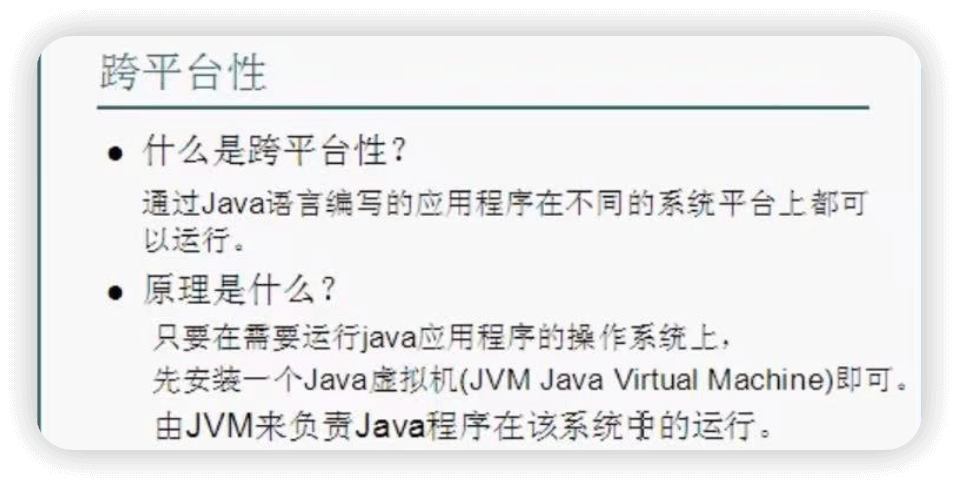 跨平台性
● 什么是跨平台性？
通过Java语言编写的应用程序在不同的系统平台上都可
以运行。
● 原理是什么？
只要在需要运行java应用程序的操作系统上，
先安装一个Java虚拟机(JVM Java Virtual Machine)即可。
由JVM来负责Java程序在该系统中的运行。